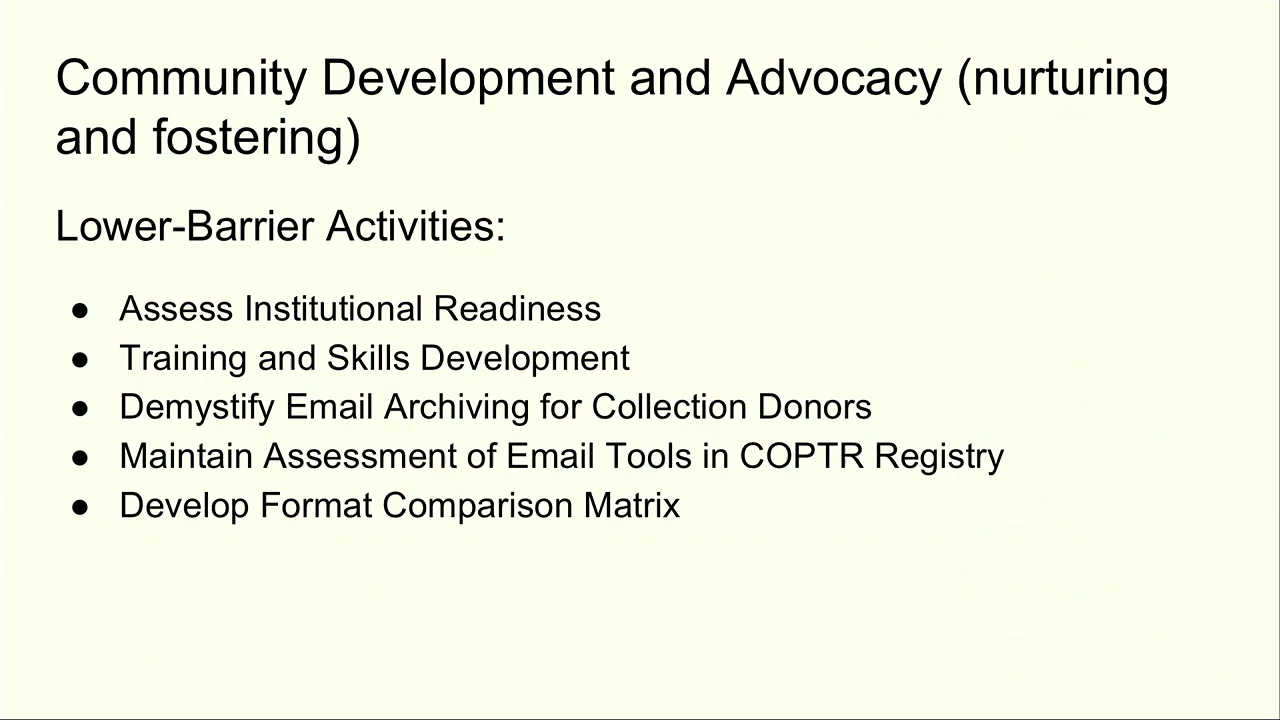 Community Development and Advocacy (nurturing
and fostering)
Lower-Barrier Activities:
● Assess Institutional Readiness
● Training and Skills Development
● Demystify Email Archiving for Collection Donors
● Maintain Assessment of Email Tools in COPTR Registry
● Develop Format Comparison Matrix